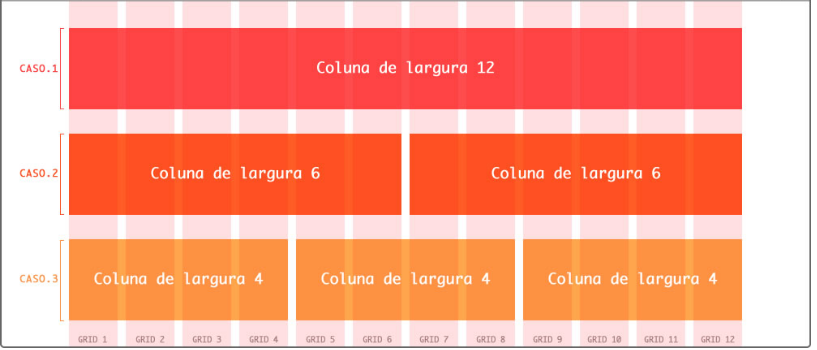 CASO.1
Coluna de largura 12
CASO.2
Coluna de largura 6
Coluna de largura 6
CASO.3
Coluna de largura 4
Coluna de largura 4
Coluna de largura 4
GRID 1 GRID 2 GRID 3 GRID 4 GRID 5 GRID 6 GRID 7 GRID 8 GRID 9 GRID 10 GRID 11 GRID 12